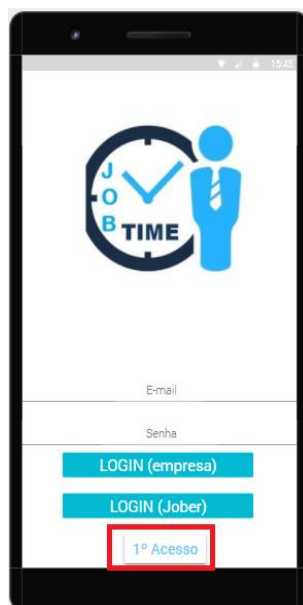 15:45
J
O
B
TIME
E-mail
Senha
LOGIN (empresa)
LOGIN (Jober)
1º Acesso